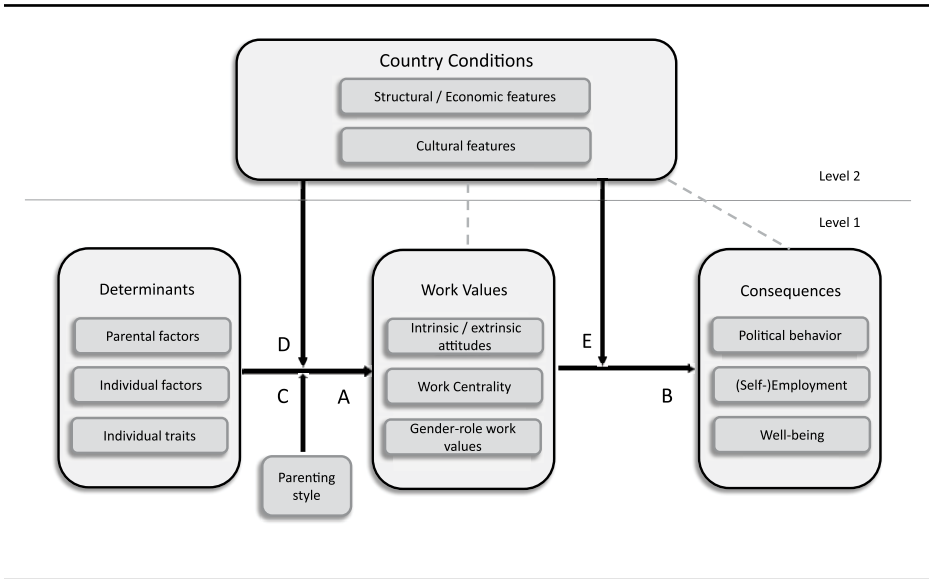 Country Conditions
Structural / Economic features
Cultural features
Level 2
Level 1
Determinants
Parental factors
Individual factors
Individual traits
D
C
A
Parenting
style
Work Values
Intrinsic / extrinsic
attitudes
Work Centrality
Gender-role work
values
E
B
Consequences
Political behavior
(Self-)Employment
Well-being